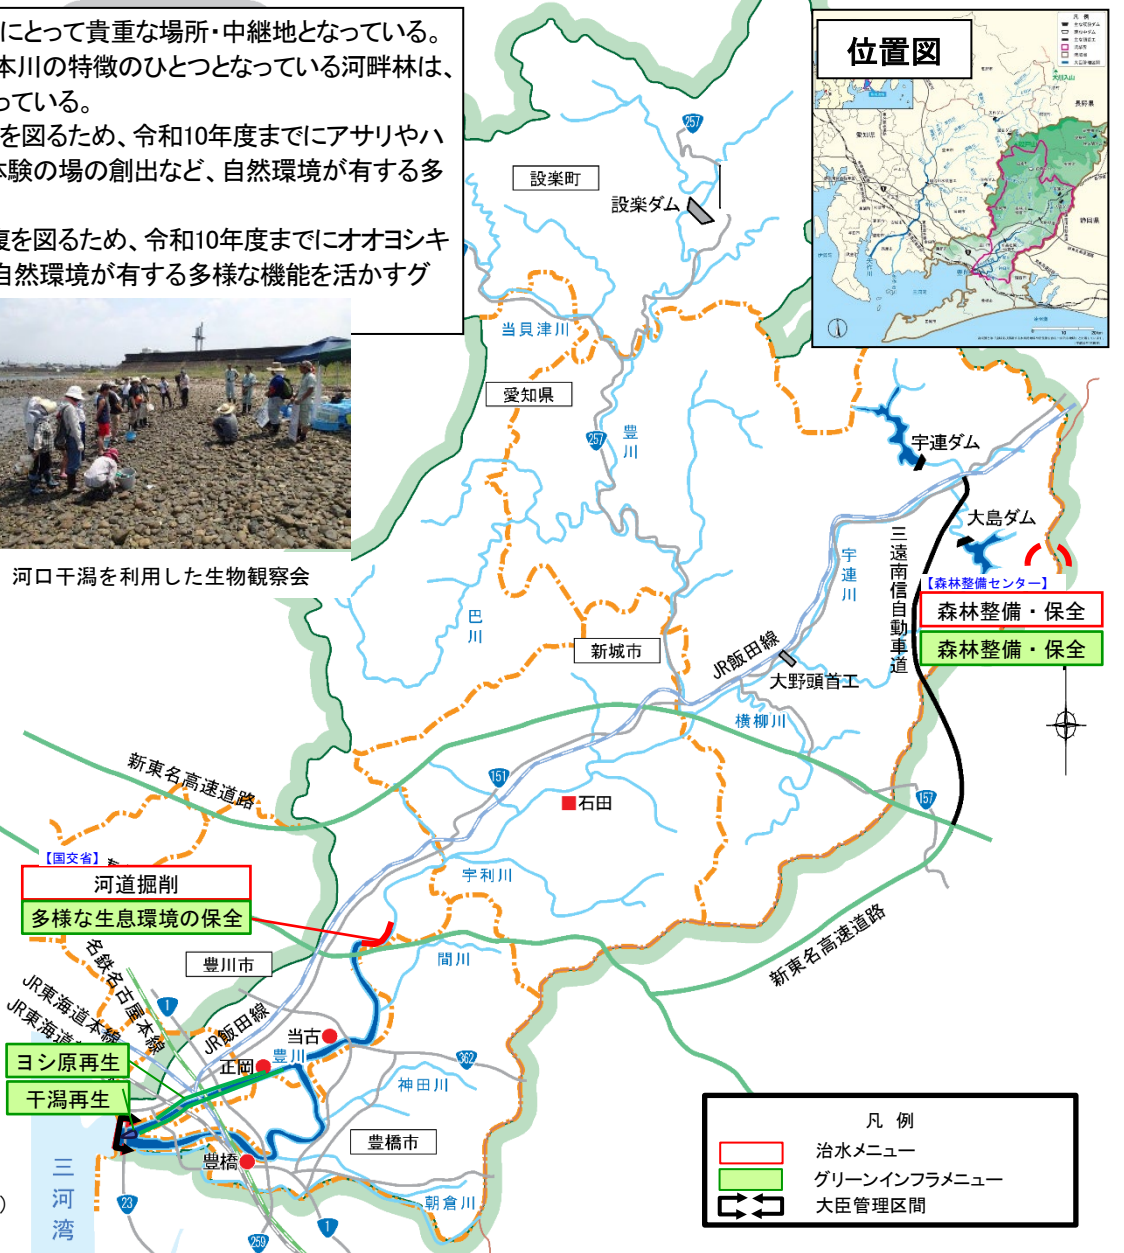 にとって貴重な場所・中継地となっている。
本川の特徴のひとつとなっている河畔林は、
っている。
を図るため、令和10年度までにアサリやハ
体験の場の創出など、自然環境が有する多
復を図るため、令和10年度までにオオヨシキ
自然環境が有する多様な機能を活かすグ
河口干潟を利用した生物観察会
位置図
凡例
愛知県
長野県
静岡県
257
設楽町
設楽ダム
当貝津川
愛知県
257
豊川
宇連ダム
大島ダム
三遠南信自動車道
宇連川
【森林整備センター】
森林整備・保全
森林整備・保全
巴川
新城市
JR飯田線
大野頭首工
横柳川
新東名高速道路
151
石田
157
宇利川
【国交省】
河道掘削
多様な生息環境の保全
新東名高速道路
間川
豊川市
名鉄名古屋本線
JR東海道本線
JR東海道
1
JR飯田線
当古
豊川
正岡
362
ヨシ原再生
干潟再生
神田川
豊橋市
豊橋
朝倉川
三河湾
23
259
1
凡 例
治水メニュー
グリーンインフラメニュー
大臣管理区間
）